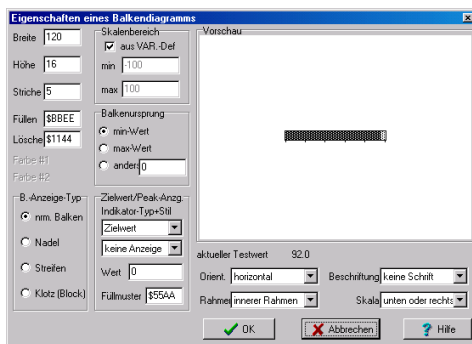 Eigenschaften eines Balkendiagramms
Breite 120
Höhe 16
Striche 5
Füllen $BBEE
Lösche $1144
Farbe #1
Farbe #2
Skalenbereich
aus VAR.-Def
min -100
max 100
Balkenursprung
min-Wert
max-Wert
anders 0
B.-Anzeige-Typ
nrm. Balken
Nadel
Streifen
Klotz (Block)
Zielwert/Peak-Anzg.
Indikator-Typ+Stil
Zielwert
keine Anzeige
Wert 0
Füllmuster $55AA
Vorschau
aktueller Testwert 92.0
Orient. horizontal
Beschriftung keine Schrift
Rahmen innerer Rahmen
Skala unten oder rechts
OK
Abbrechen
? Hilfe